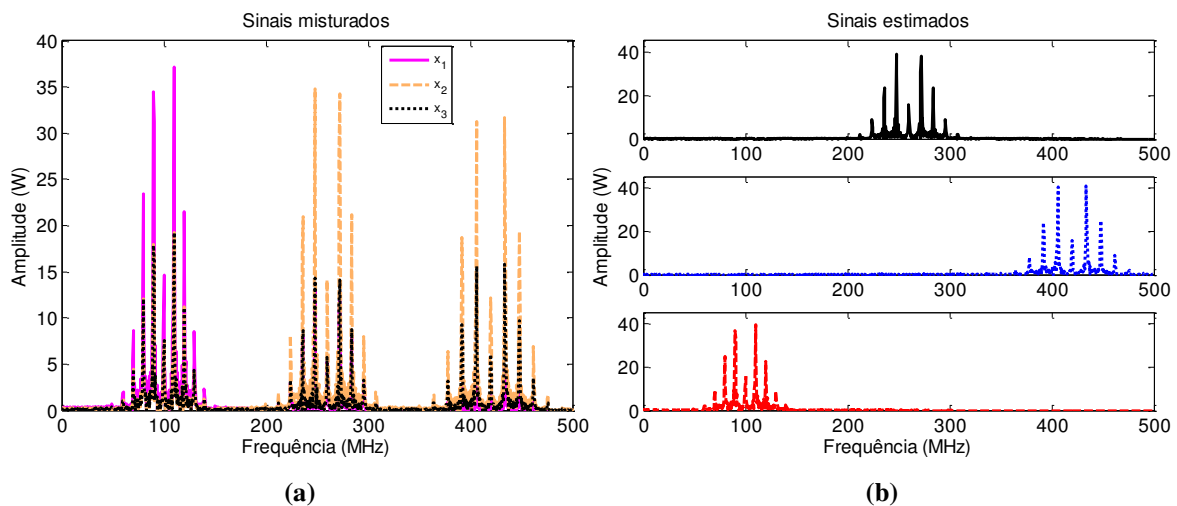 Sinais misturados
40
35
30
25
20
15
10
5
0
Amplitude (W)
x1
x2
x3
0 100 200 300 400 500
Frequência (MHz)
(a)
Sinais estimados
40
20
0
0 100 200 300 400 500
Amplitude (W)
40
20
0
0 100 200 300 400 500
40
20
0
0 100 200 300 400 500
Frequência (MHz)
(b)